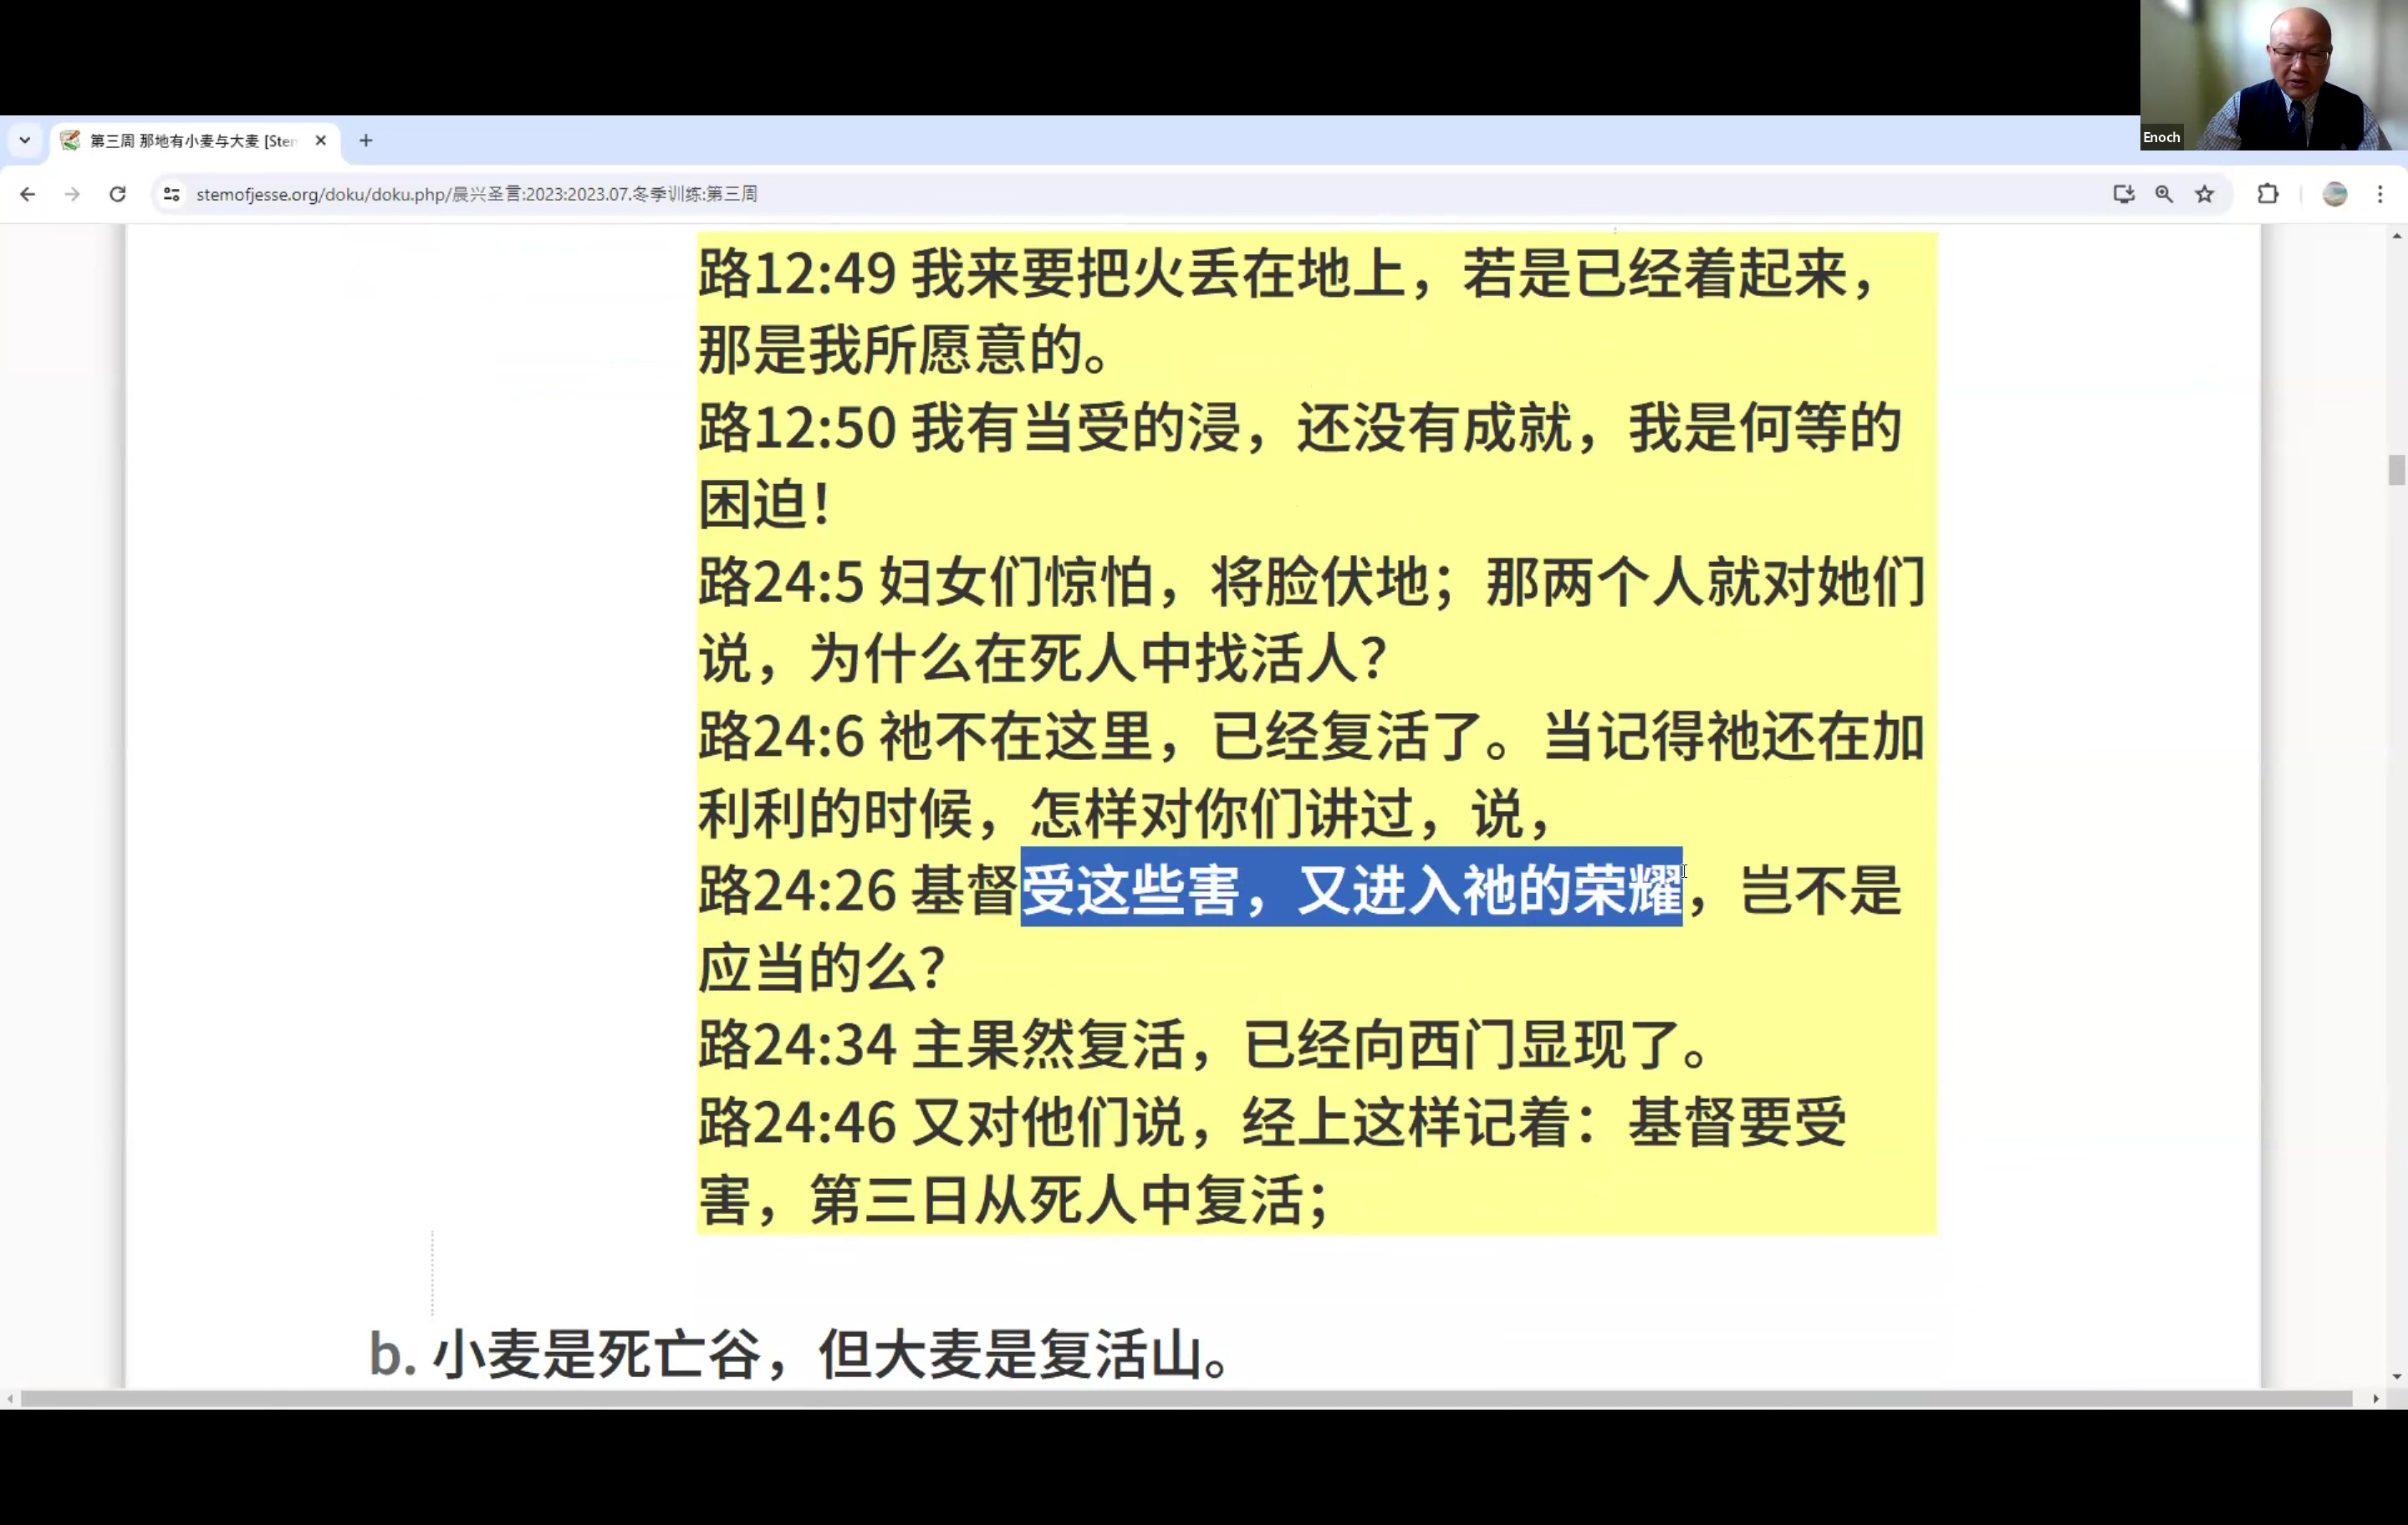 Enoch
第三周 那地有小麦与大麦 [Ster
stemofjesse.org/doku/doku.php/晨兴圣言:2023:2023.07.冬季训练:第三周
路12:49 我来要把火丢在地上，若是已经着起来，
那是我所愿意的。
路12:50 我有当受的浸，还没有成就，我是何等的
困迫！
路24:5 妇女们惊怕，将脸伏地；那两个人就对她们
说，为什么在死人中找活人？
路24:6 祂不在这里，已经复活了。当记得祂还在加
利利的时候，怎样对你们讲过，说，
路24:26 基督受这些害，又进入祂的荣耀，岂不是
应当的么？
路24:34 主果然复活，已经向西门显现了。
路24:46 又对他们说，经上这样记着：基督要受
害，第三日从死人中复活；
b. 小麦是死亡谷，但大麦是复活山。